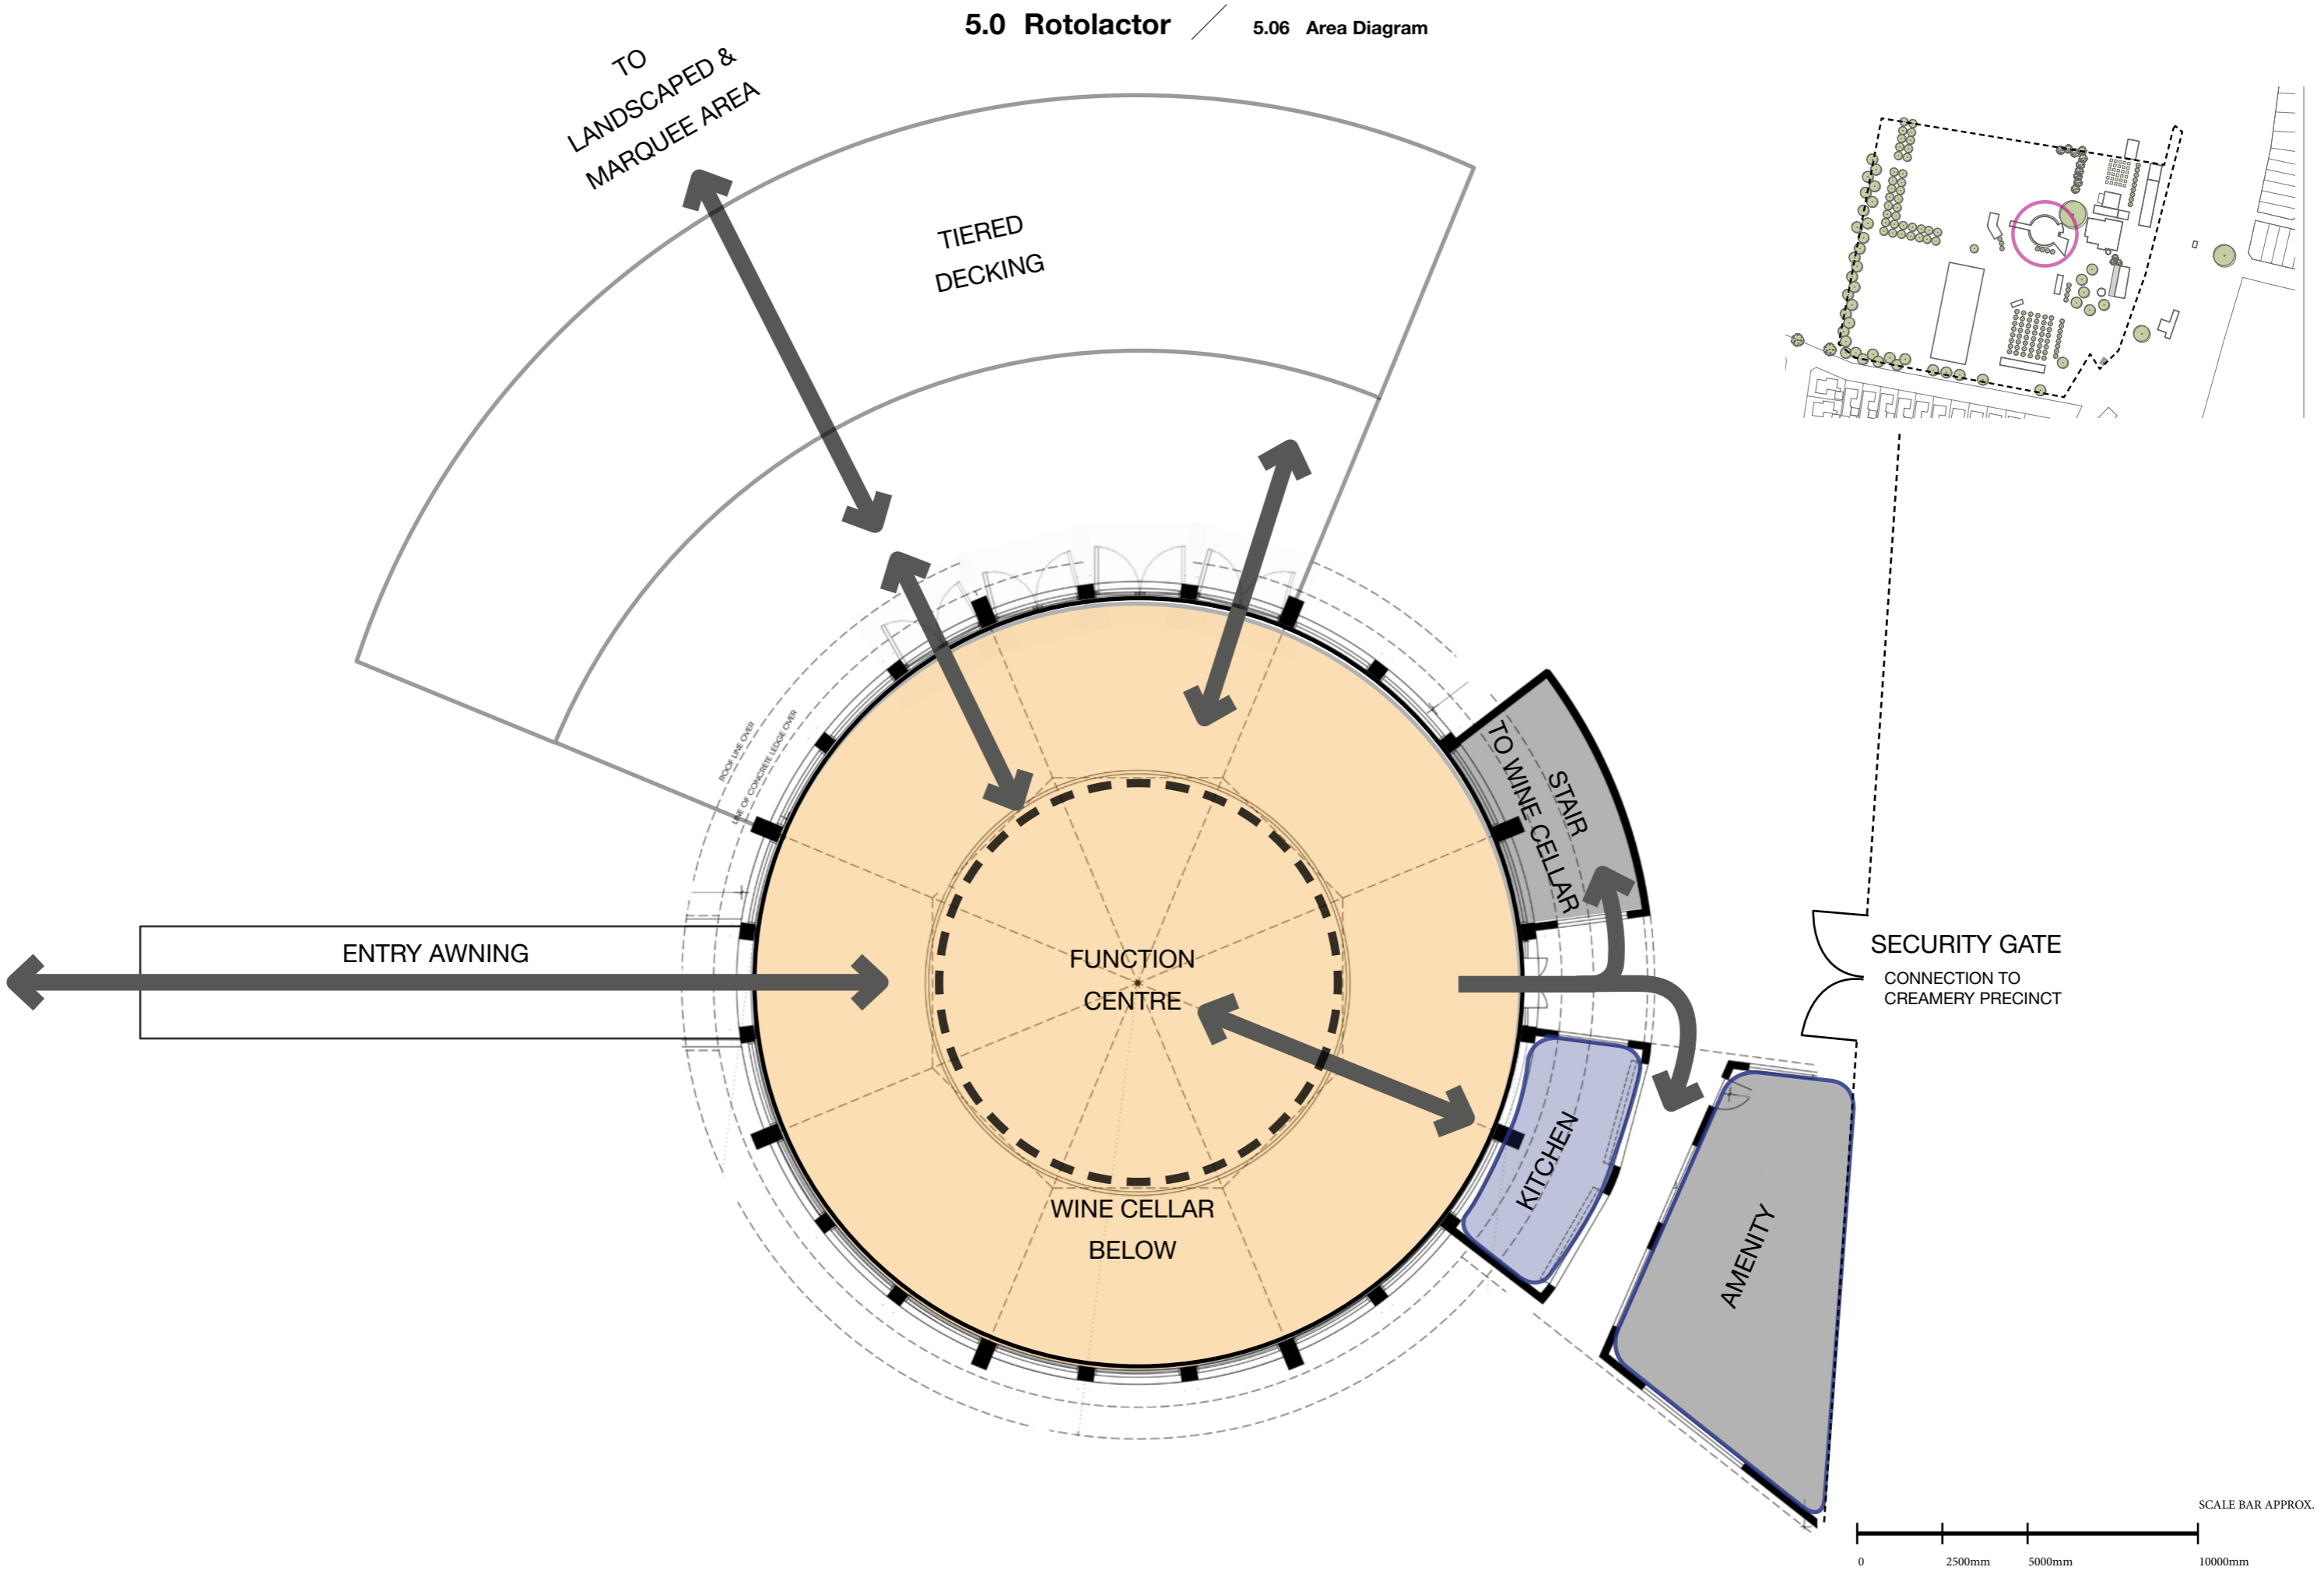 5.0 Rotolactor / 5.06 Area Diagram
TO
LANDSCAPED &
MARQUEE AREA
TIERED
DECKING
ROOF LINE OVER
LINE OF CONCRETE LEDGE OVER
STAIR
TO WINE CELLAR
ENTRY AWNING
FUNCTION
CENTRE
SECURITY GATE
CONNECTION TO
CREAMERY PRECINCT
KITCHEN
WINE CELLAR
BELOW
AMENITY
SCALE BAR APPROX.
0 2500mm 5000mm 10000mm